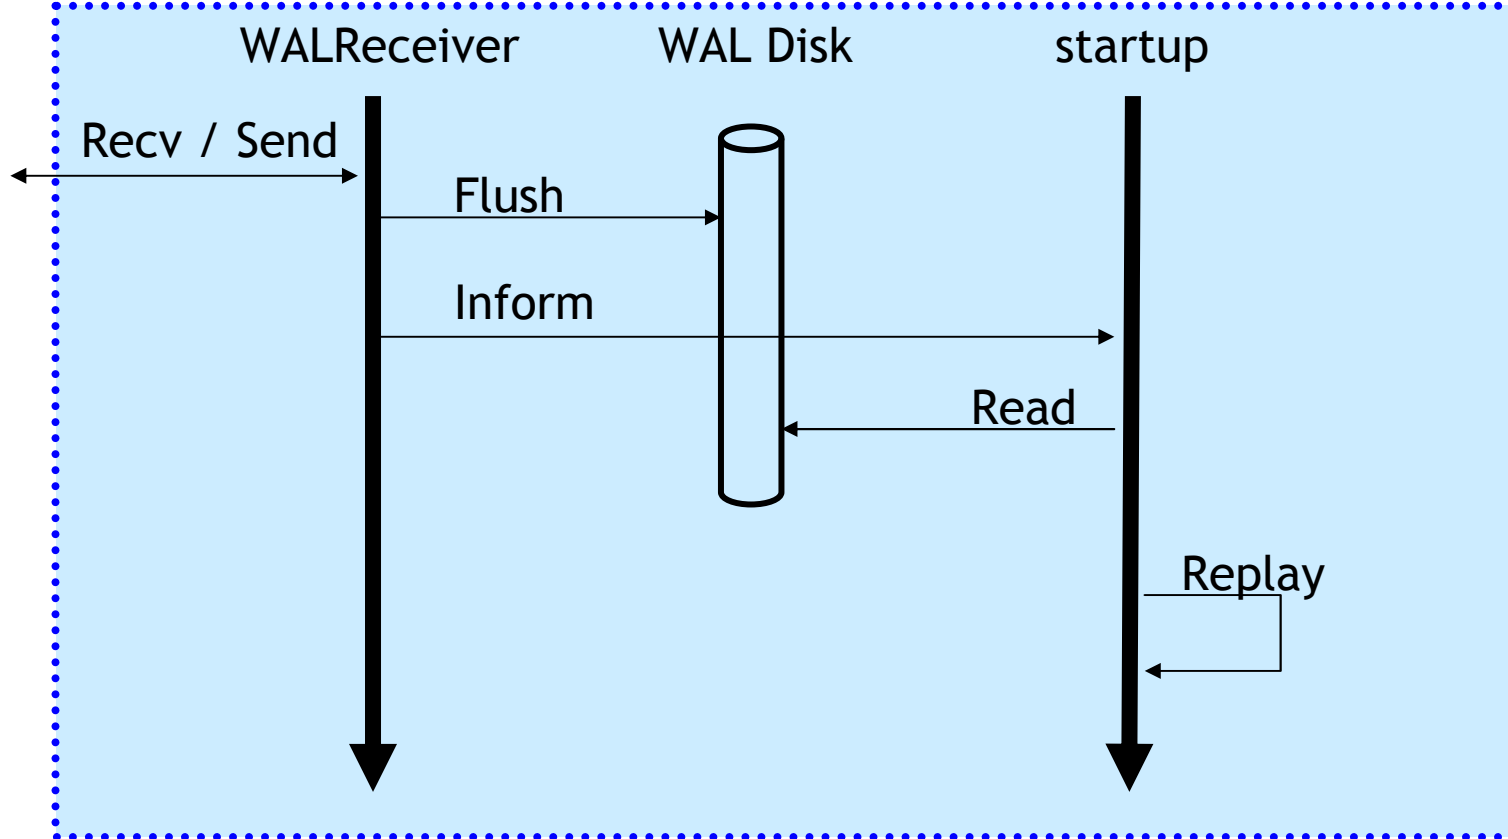 WALReceiver
WAL Disk
startup
Recv / Send
Flush
Inform
Read
Replay